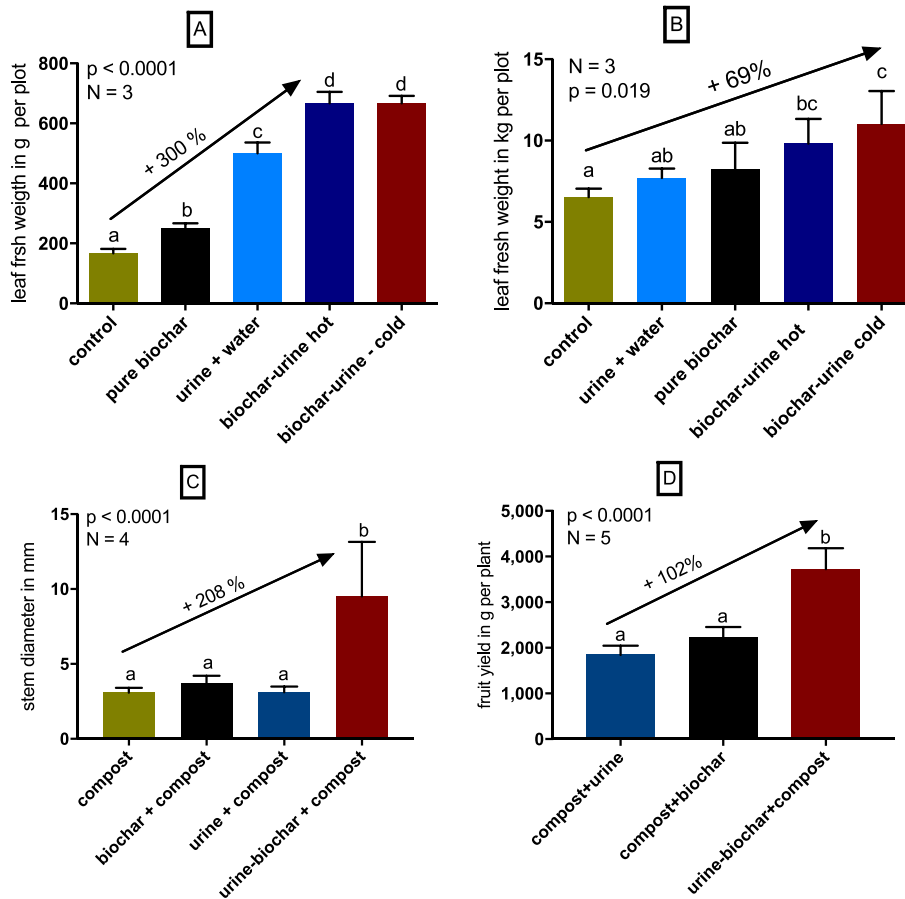 A
p < 0.0001
N = 3
+ 300 %
leaf frsh weigth in g per plot
800
600
400
200
0
a
b
c
d
d
control
pure biochar
urine + water
biochar-urine hot
biochar-urine - cold
B
N = 3
p = 0.019
+ 69%
leaf fresh weight in kg per plot
15
10
5
0
a
ab
ab
bc
c
control
urine + water
pure biochar
biochar-urine hot
biochar-urine cold
C
p < 0.0001
N = 4
+ 208 %
stem diameter in mm
15
10
5
0
a
a
a
b
compost
biochar + compost
urine + compost
urine-biochar + compost
D
p < 0.0001
N = 5
+ 102%
fruit yield in g per plant
5,000
4,000
3,000
2,000
1,000
0
a
a
b
compost+urine
compost+biochar
urine-biochar+compost